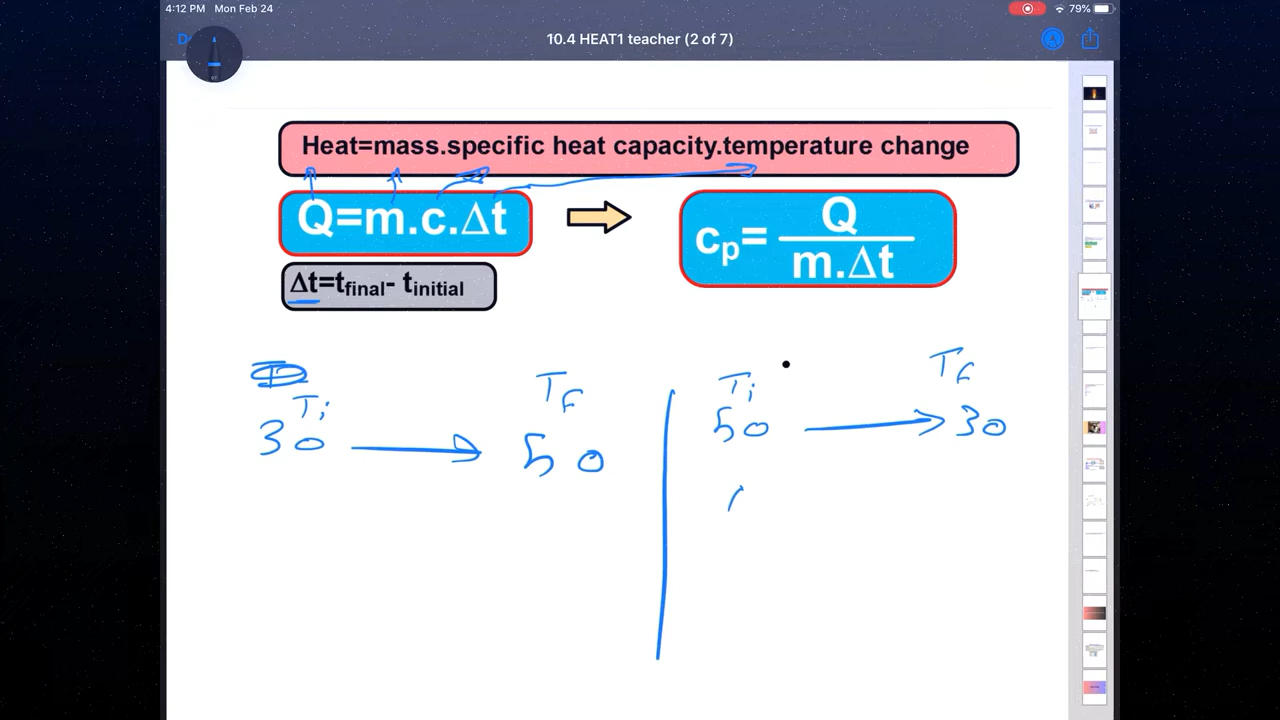 4:12 PM Mon Feb 24
79%
10.4 HEAT1 teacher (2 of 7)
Heat=mass.specific heat capacity.temperature change
Q=m.c.Δt
cp= Q
m.Δt
Δt=tfinal- tinitial
Ti
Tf
Ti
Tf
30
50
50
30